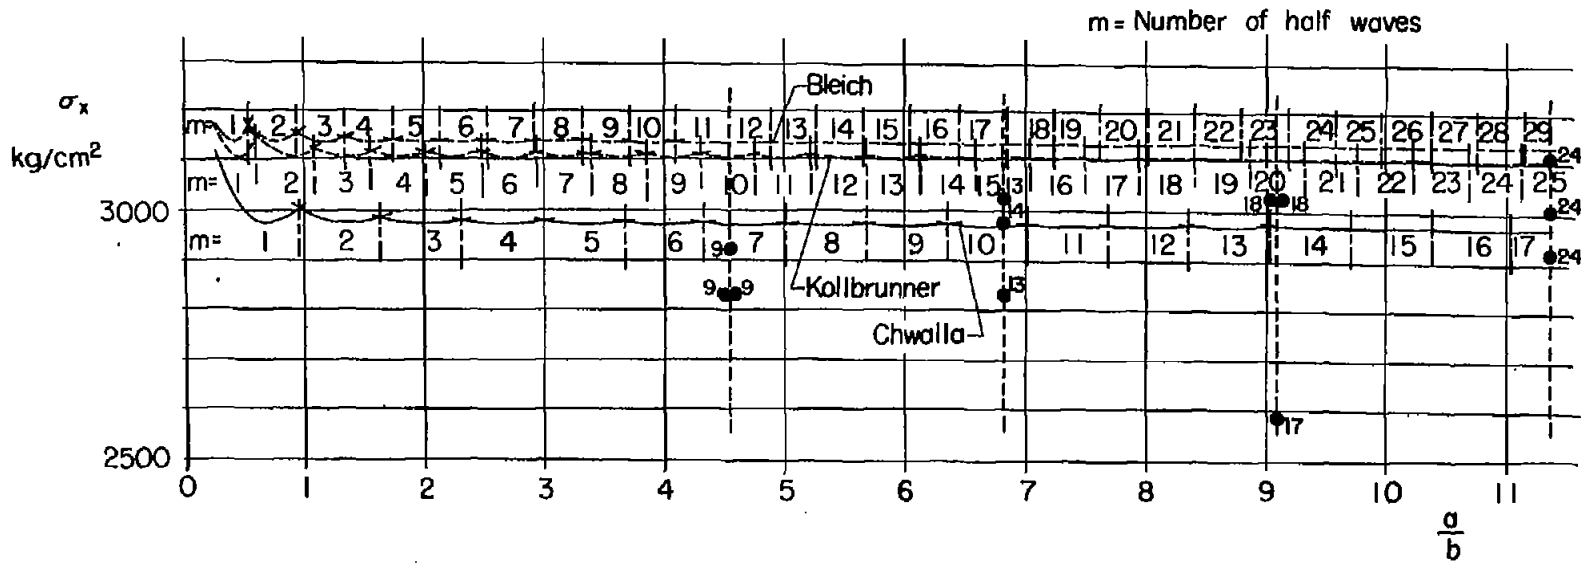 m = Number of half waves
Bleich
σx
kg/cm²
m= 1 2 3 4 5 6 7 8 9 10 11 12 13 14 15 16 17 18 19 20 21 22 23 24 25 26 27 28 29
24
m= 1 2 3 4 5 6 7 8 9 10 11 12 13 14 15 13 16 17 18 19 20 21 22 23 24 25
3000
14
18 18
24
m= 1 2 3 4 5 6 7 8 9 10 11 12 13 14 15 16 17
9
24
9 9
Kollbrunner
13
Chwalla
17
2500
0 1 2 3 4 5 6 7 8 9 10 11
a
b